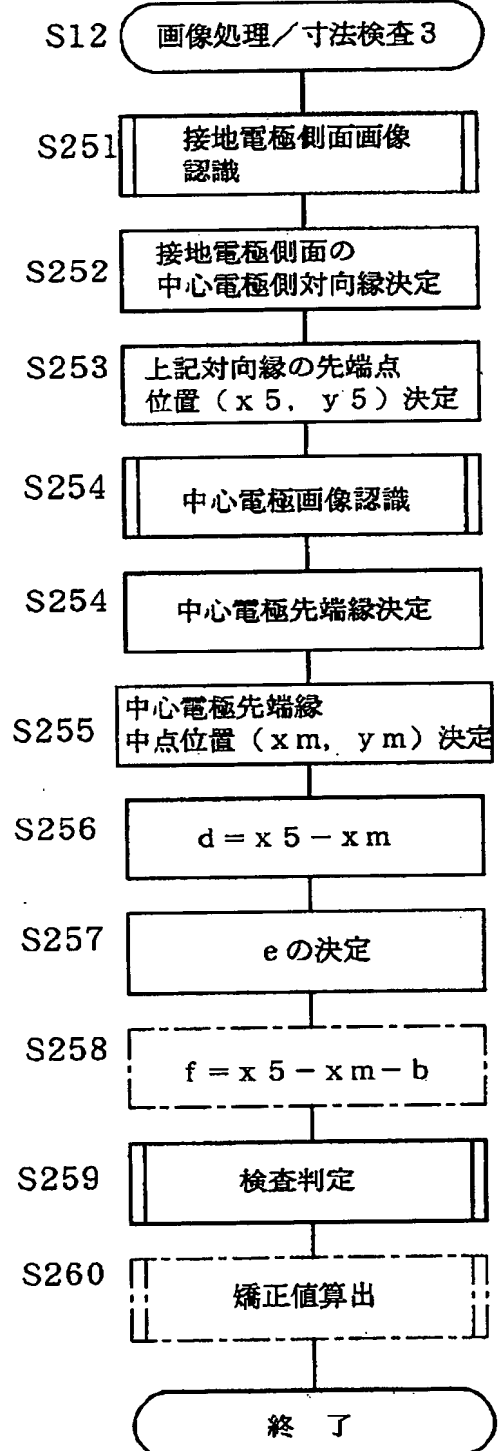 S12 画像処理／寸法検査3
S251 接地電極側面画像
認識
S252 接地電極側面の
中心電極側対向縁決定
S253 上記対向縁の先端点
位置（x5，y5）決定
S254 中心電極画像認識
S254 中心電極先端縁決定
S255 中心電極先端縁
中点位置（xm，ym）決定
S256 d＝x5－xm
S257 eの決定
S258 f＝x5－xm－b
S259 検査判定
S260 矯正値算出
終 了